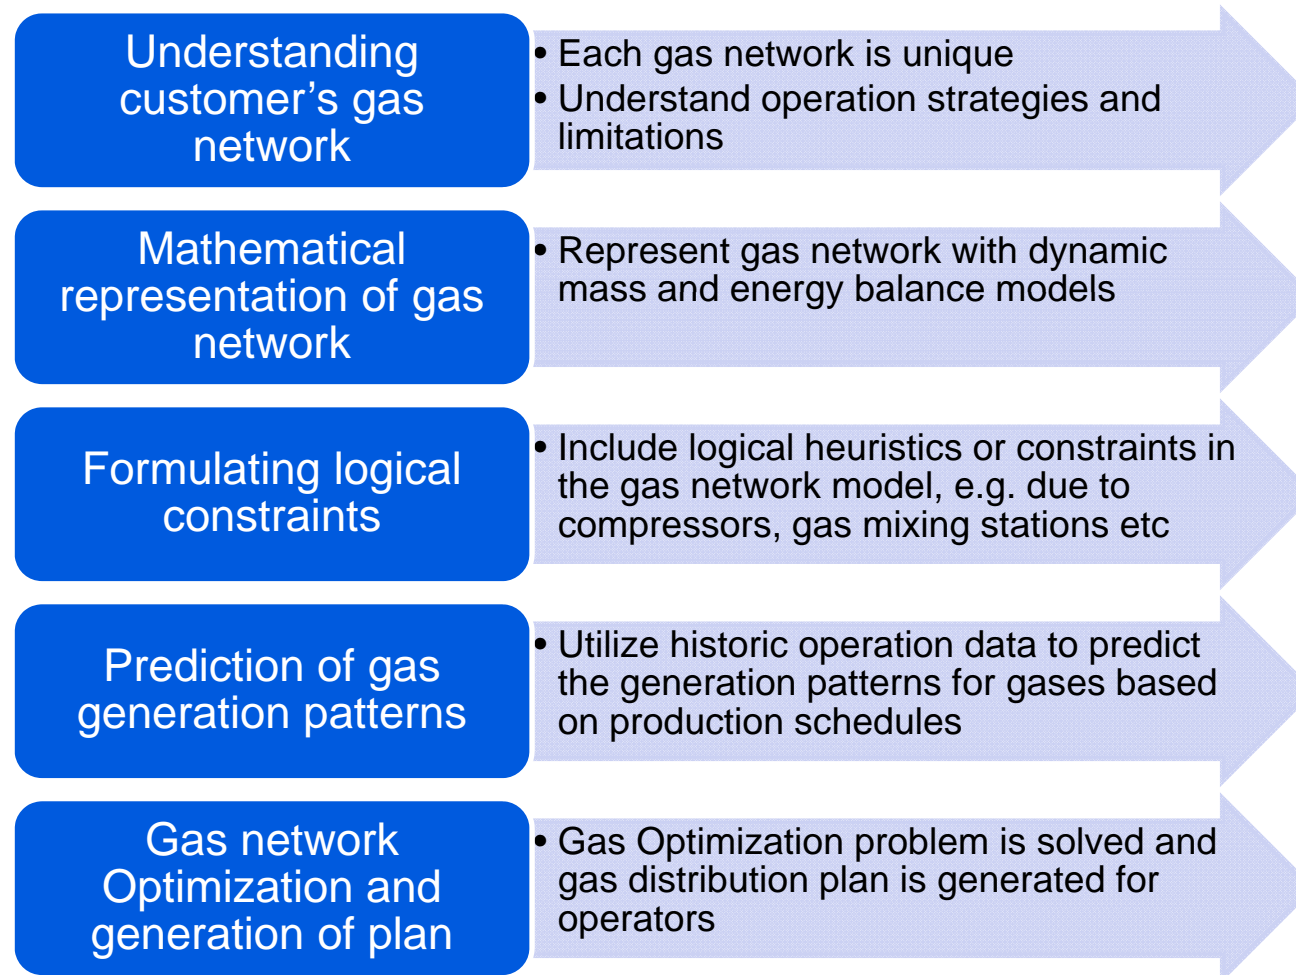 Understanding
customer’s gas
network
• Each gas network is unique
• Understand operation strategies and
limitations
Mathematical
representation of gas
network
• Represent gas network with dynamic
mass and energy balance models
Formulating logical
constraints
• Include logical heuristics or constraints in
the gas network model, e.g. due to
compressors, gas mixing stations etc
Prediction of gas
generation patterns
• Utilize historic operation data to predict
the generation patterns for gases based
on production schedules
Gas network
Optimization and
generation of plan
• Gas Optimization problem is solved and
gas distribution plan is generated for
operators